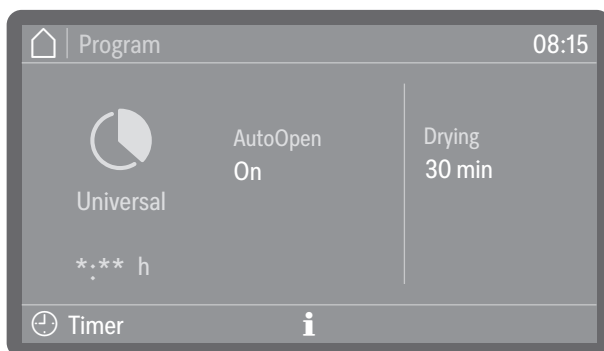 Program 08:15
AutoOpen
On
Drying
30 min
Universal
*:** h
Timer i